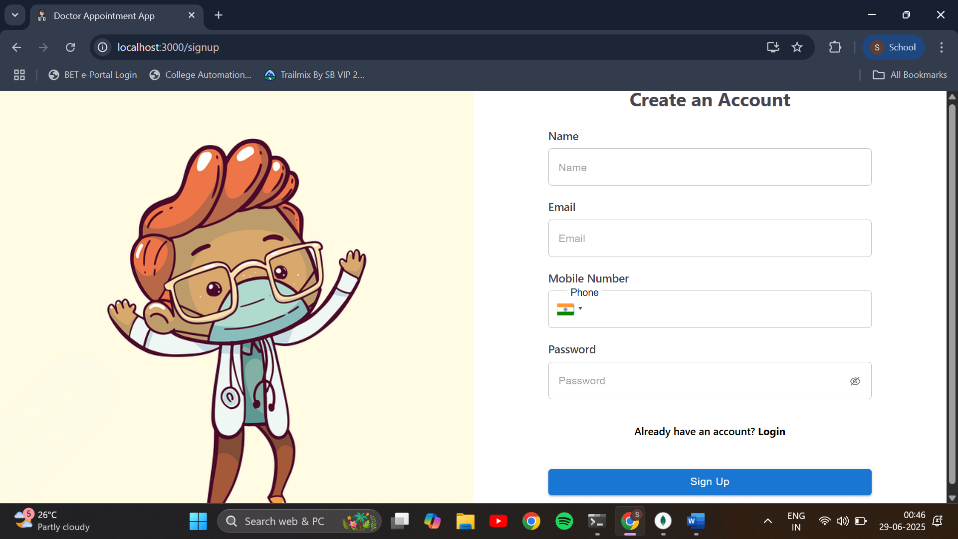 Doctor Appointment App
localhost:3000/signup
S School
BET e-Portal Login
College Automation...
Trailmix By SB VIP 2...
All Bookmarks
Create an Account
Name
Name
Email
Email
Mobile Number
Phone
Password
Password
Already have an account? Login
Sign Up
5
26°C
Partly cloudy
Search web & PC
S
W
ENG
IN
00:46
29-06-2025